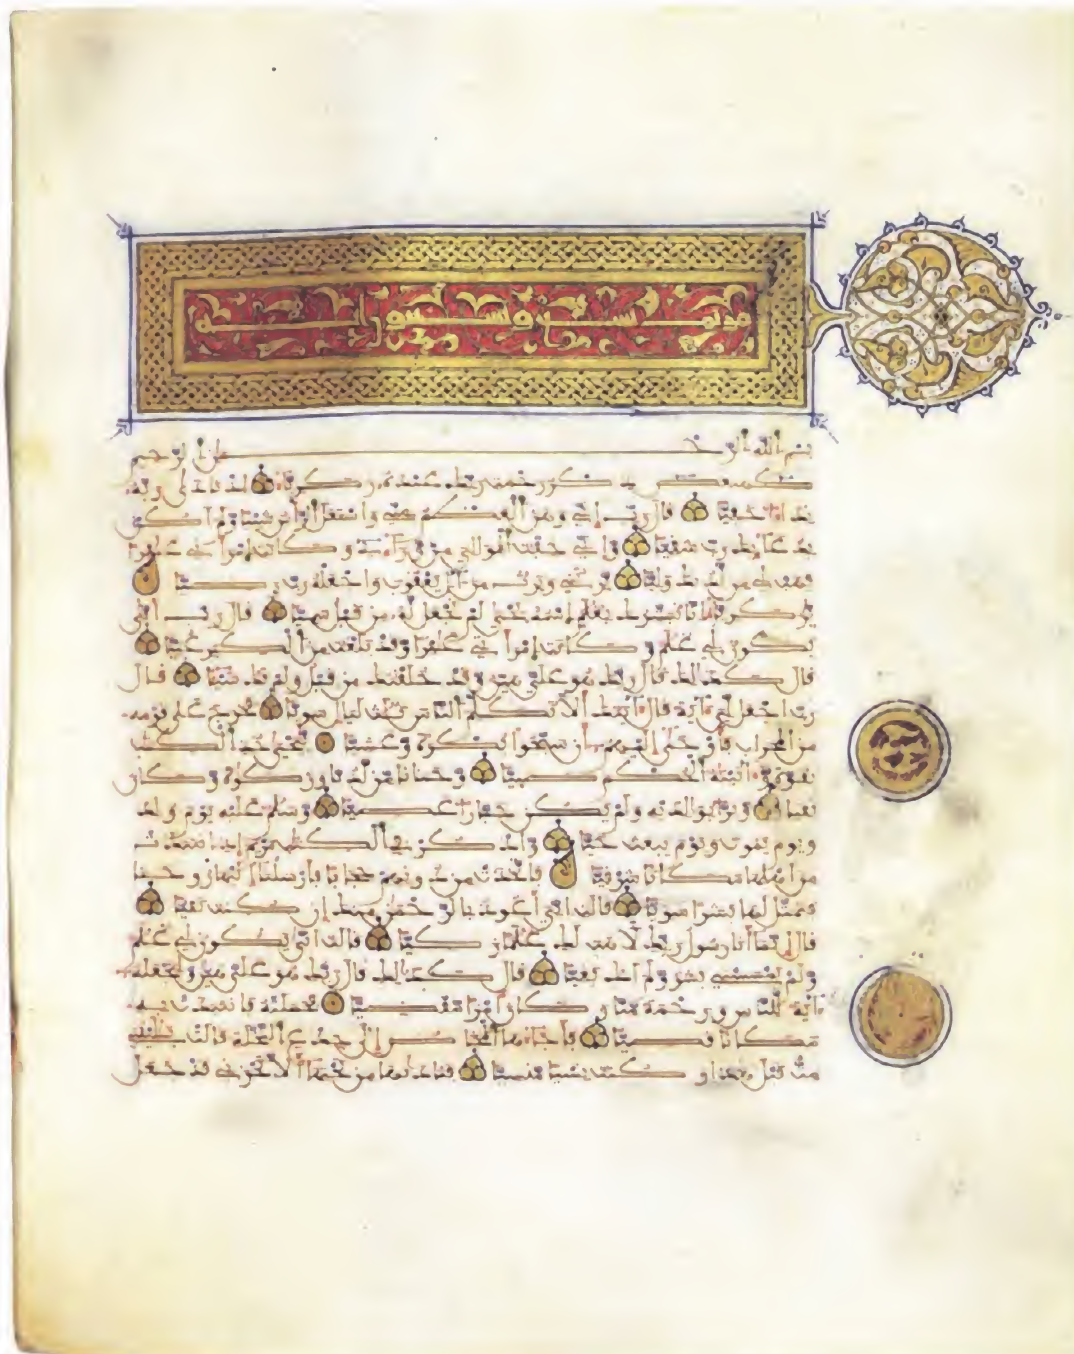 مريم تسع وتسعون اية
بسم الله الرحمن الرحيم
كهيعص ذكر رحمت ربك عبده زكرياء اذ نادى ربه
نداء خفيا قال رب اني وهن العظم مني واشتعل الرأس شيبا ولم اكن
بدعائك رب شقيا واني خفت الموالي من وراءي وكانت امرأتي عاقرا
فهب لي من لدنك وليا يرثني ويرث من ءال يعقوب واجعله رب رضيا
يزكرياء انا نبشرك بغلم اسمه يحيى لم نجعل له من قبل سميا قال رب انى
يكون لي غلم وكانت امرأتي عاقرا وقد بلغت من الكبر عتيا
قال كذلك قال ربك هو علي هين وقد خلقتك من قبل ولم تك شيئا قال
رب اجعل لي ءاية قال ءايتك الا تكلم الناس ثلث ليال سويا فخرج على قومه
من المحراب فاوحى اليهم ان سبحوا بكرة وعشيا ييحيى خذ الكتب
بقوة وءاتينه الحكم صبيا وحنانا من لدنا وزكوة وكان
تقيا وبرا بوالديه ولم يكن جبارا عصيا وسلم عليه يوم ولد
ويوم يموت ويوم يبعث حيا واذكر في الكتب مريم اذ انتبذت
من اهلها مكانا شرقيا فاتخذت من دونهم حجابا فارسلنا اليها روحنا
فتمثل لها بشرا سويا قالت اني اعوذ بالرحمن منك ان كنت تقيا
قال انما انا رسول ربك لاهب لك غلما زكيا قالت انى يكون لي غلم
ولم يمسسني بشر ولم اك بغيا قال كذلك قال ربك هو علي هين ولنجعله
ءاية للناس ورحمة منا وكان امرا مقضيا فحملته فانتبذت به
مكانا قصيا فاجاءها المخاض الى جذع النخلة قالت يليتني
مت قبل هذا وكنت نسيا منسيا فناديها من تحتها الا تحزني قد جعل